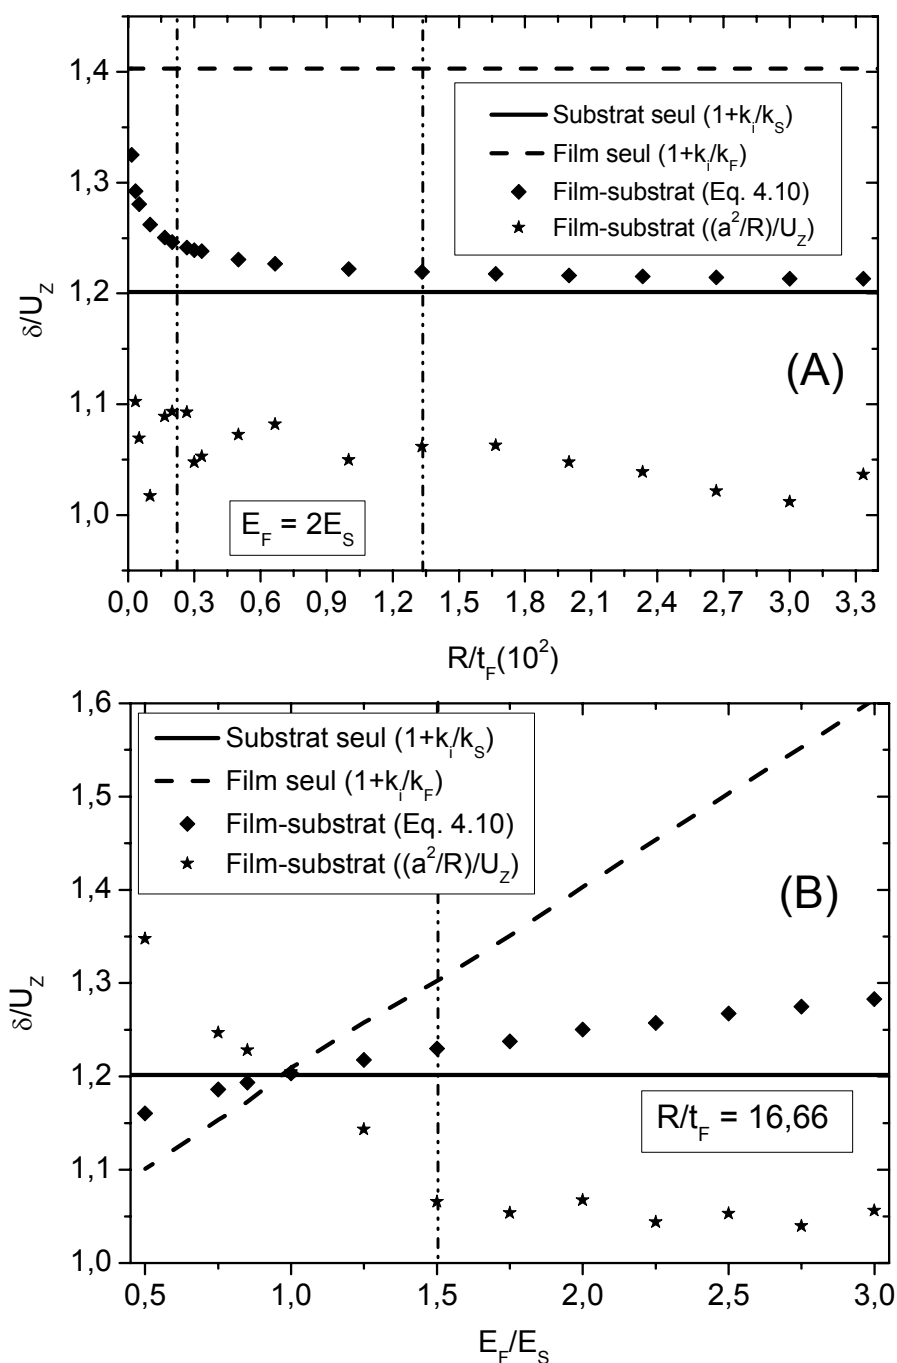 1,4
1,3
1,2
1,1
1,0
δ/U_Z
Substrat seul (1+k_i/k_S)
Film seul (1+k_i/k_F)
Film-substrat (Eq. 4.10)
Film-substrat ((a^2/R)/U_Z)
(A)
E_F = 2E_S
0,0 0,3 0,6 0,9 1,2 1,5 1,8 2,1 2,4 2,7 3,0 3,3
R/t_F(10^2)
1,6
1,5
1,4
1,3
1,2
1,1
1,0
δ/U_Z
Substrat seul (1+k_i/k_S)
Film seul (1+k_i/k_F)
Film-substrat (Eq. 4.10)
Film-substrat ((a^2/R)/U_Z)
(B)
R/t_F = 16,66
0,5 1,0 1,5 2,0 2,5 3,0
E_F/E_S